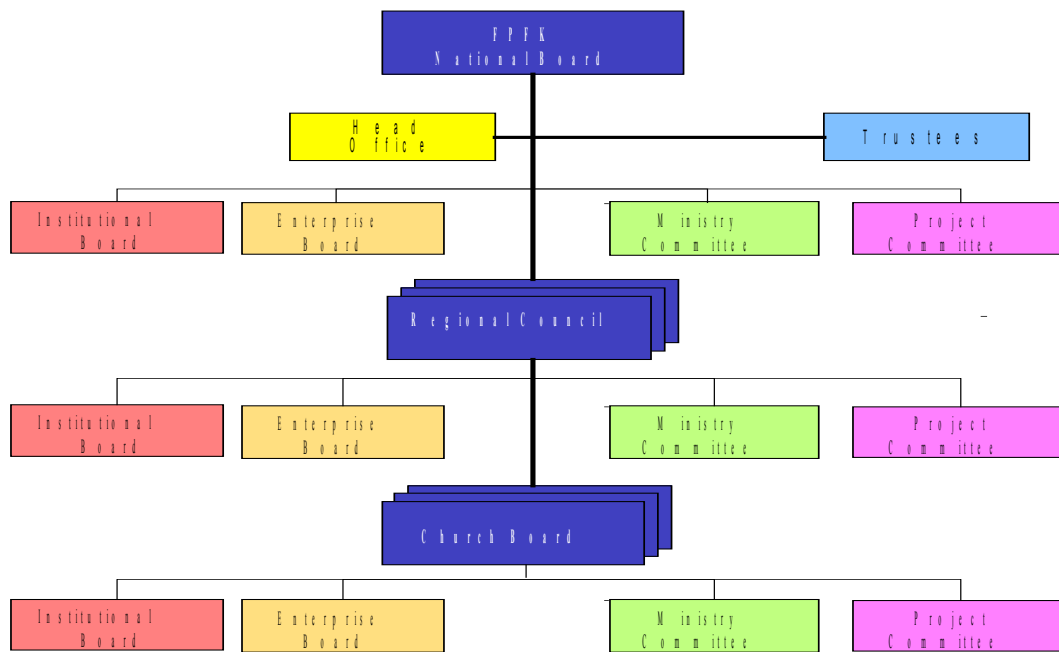 FPFK
National Board
Head
Office
Trustees
Institutional
Board
Enterprise
Board
Ministry
Committee
Project
Committee
Regional Council
Institutional
Board
Enterprise
Board
Ministry
Committee
Project
Committee
Church Board
Institutional
Board
Enterprise
Board
Ministry
Committee
Project
Committee